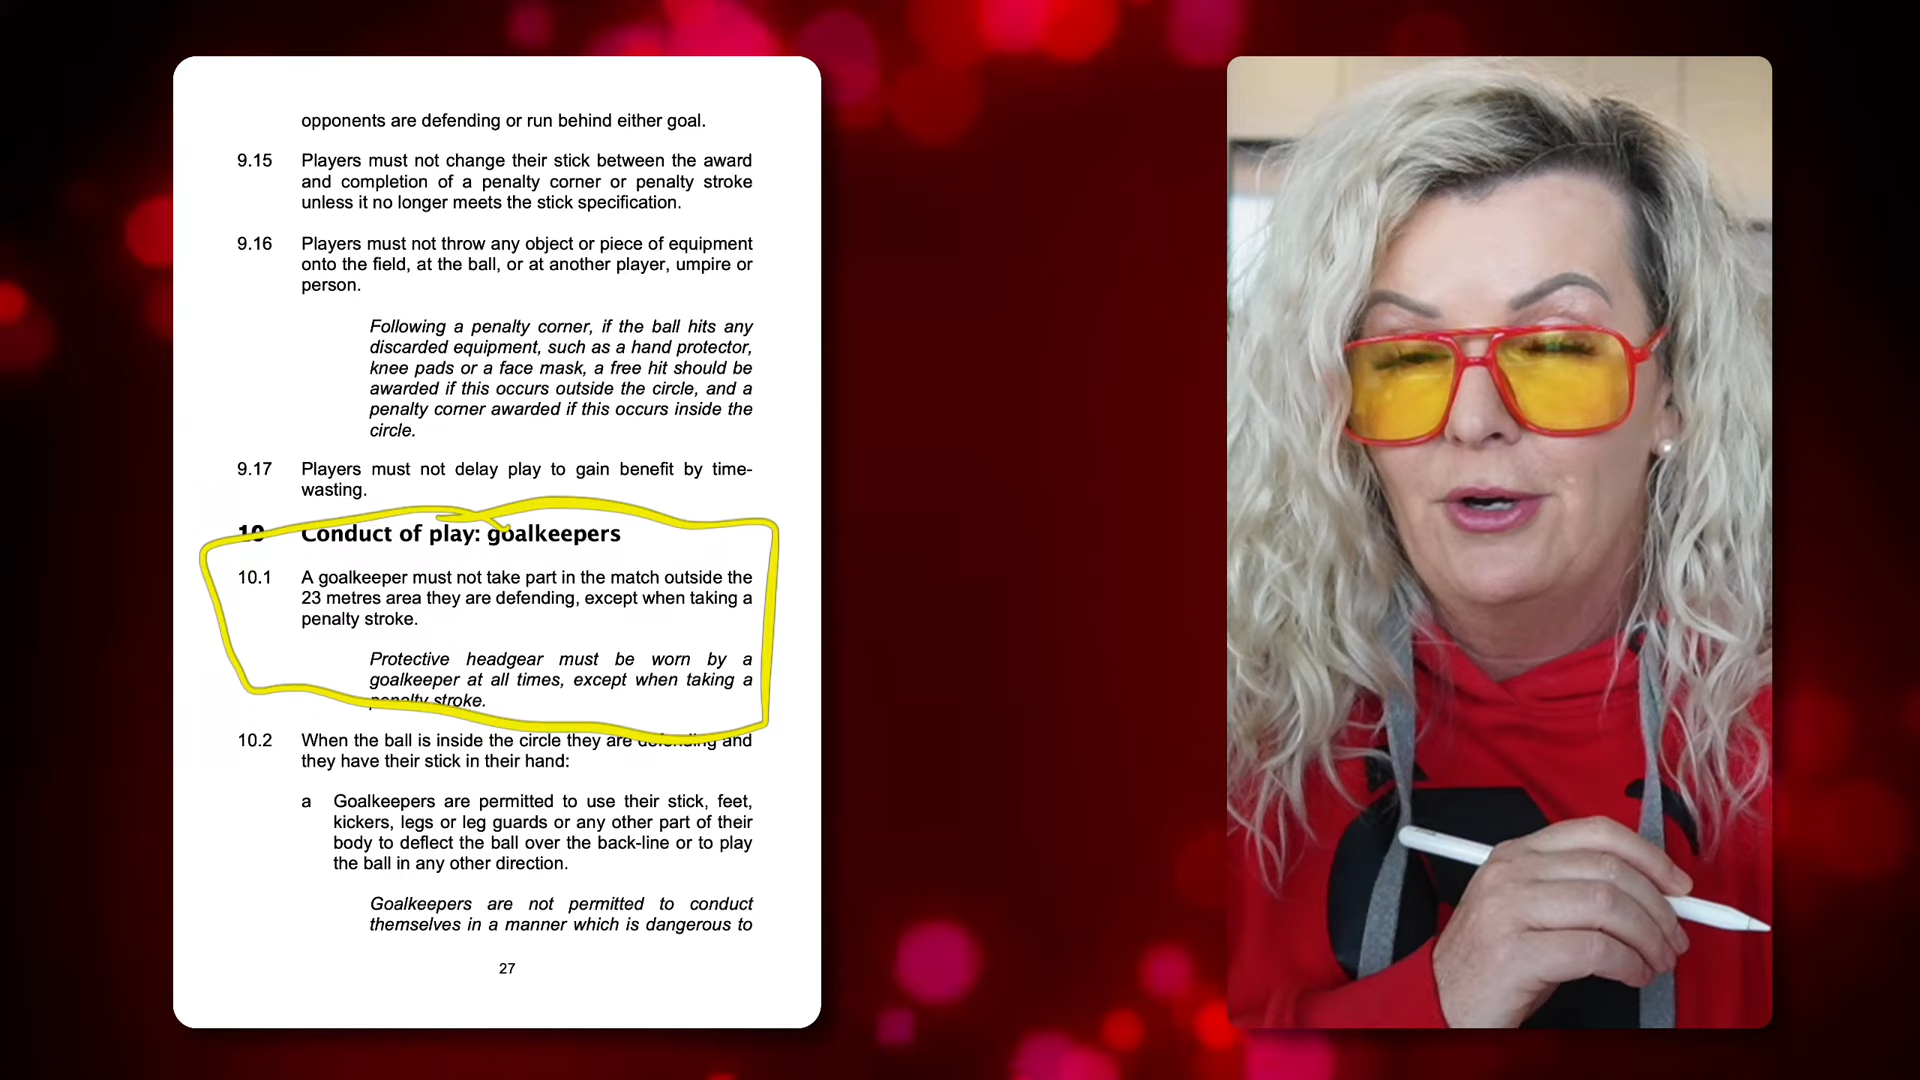 opponents are defending or run behind either goal.
9.15 Players must not change their stick between the award
and completion of a penalty corner or penalty stroke
unless it no longer meets the stick specification.
9.16 Players must not throw any object or piece of equipment
onto the field, at the ball, or at another player, umpire or
person.
Following a penalty corner, if the ball hits any
discarded equipment, such as a hand protector,
knee pads or a face mask, a free hit should be
awarded if this occurs outside the circle, and a
penalty corner awarded if this occurs inside the
circle.
9.17 Players must not delay play to gain benefit by time-
wasting.
10 Conduct of play: goalkeepers
10.1 A goalkeeper must not take part in the match outside the
23 metres area they are defending, except when taking a
penalty stroke.
Protective headgear must be worn by a
goalkeeper at all times, except when taking a
penalty stroke.
10.2 When the ball is inside the circle they are defending and
they have their stick in their hand:
a Goalkeepers are permitted to use their stick, feet,
kickers, legs or leg guards or any other part of their
body to deflect the ball over the back-line or to play
the ball in any other direction.
Goalkeepers are not permitted to conduct
themselves in a manner which is dangerous to
27